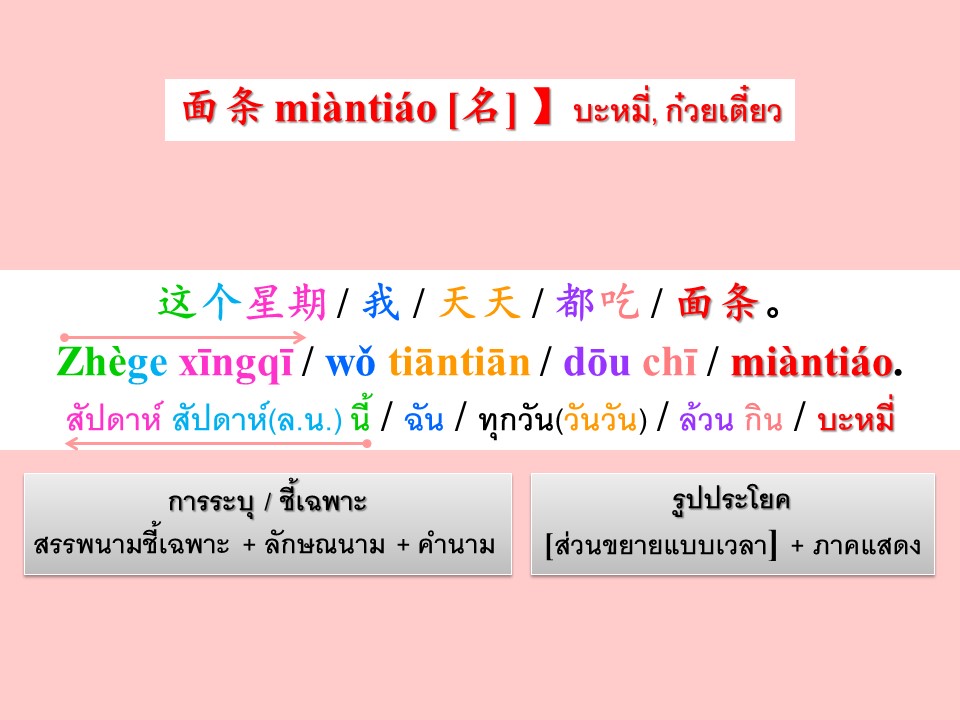 面条 miàntiáo [名] 】บะหมี่, ก๋วยเตี๋ยว
这个星期 / 我 / 天天 / 都吃 / 面条。
Zhège xīngqī / wǒ tiāntiān / dōu chī / miàntiáo.
สัปดาห์ สัปดาห์(ล.น.) นี้ / ฉัน / ทุกวัน(วันวัน) / ล้วน กิน / บะหมี่
การระบุ / ชี้เฉพาะ
สรรพนามชี้เฉพาะ + ลักษณนาม + คำนาม
รูปประโยค
[ส่วนขยายแบบเวลา] + ภาคแสดง